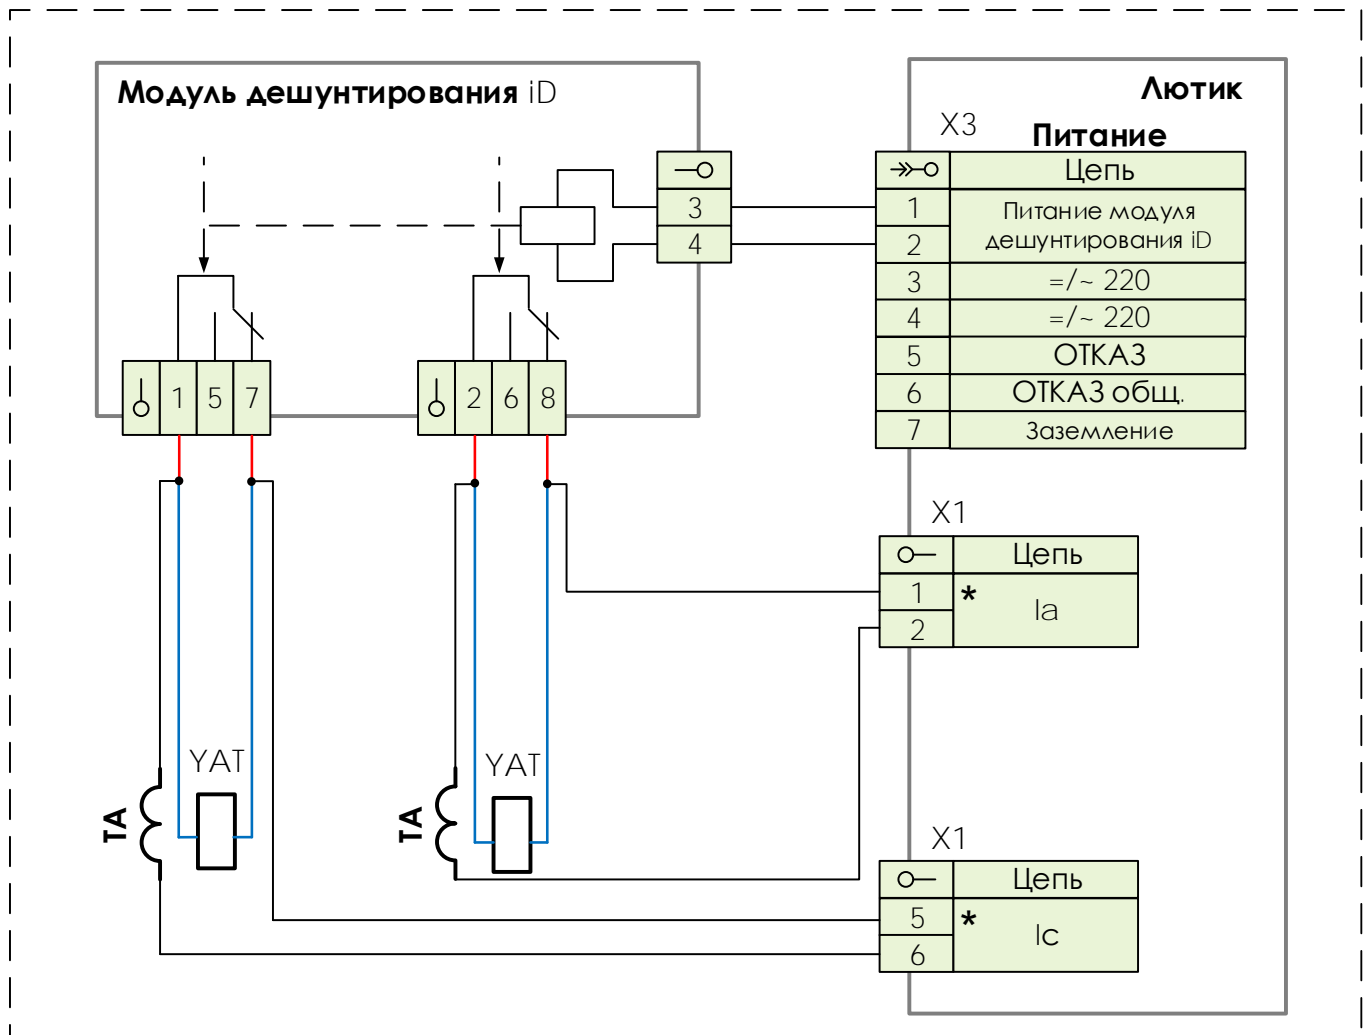 Модуль дешунтирования iD
Лютик
X3
Питание
Цепь
1
Питание модуля
дешунтирования iD
2
3
=/~ 220
4
=/~ 220
5
ОТКАЗ
6
ОТКАЗ общ.
7
Заземление
3
4
1 5 7
2 6 8
X1
Цепь
1
*
Ia
2
YAT
TA
YAT
TA
X1
Цепь
5
*
Ic
6